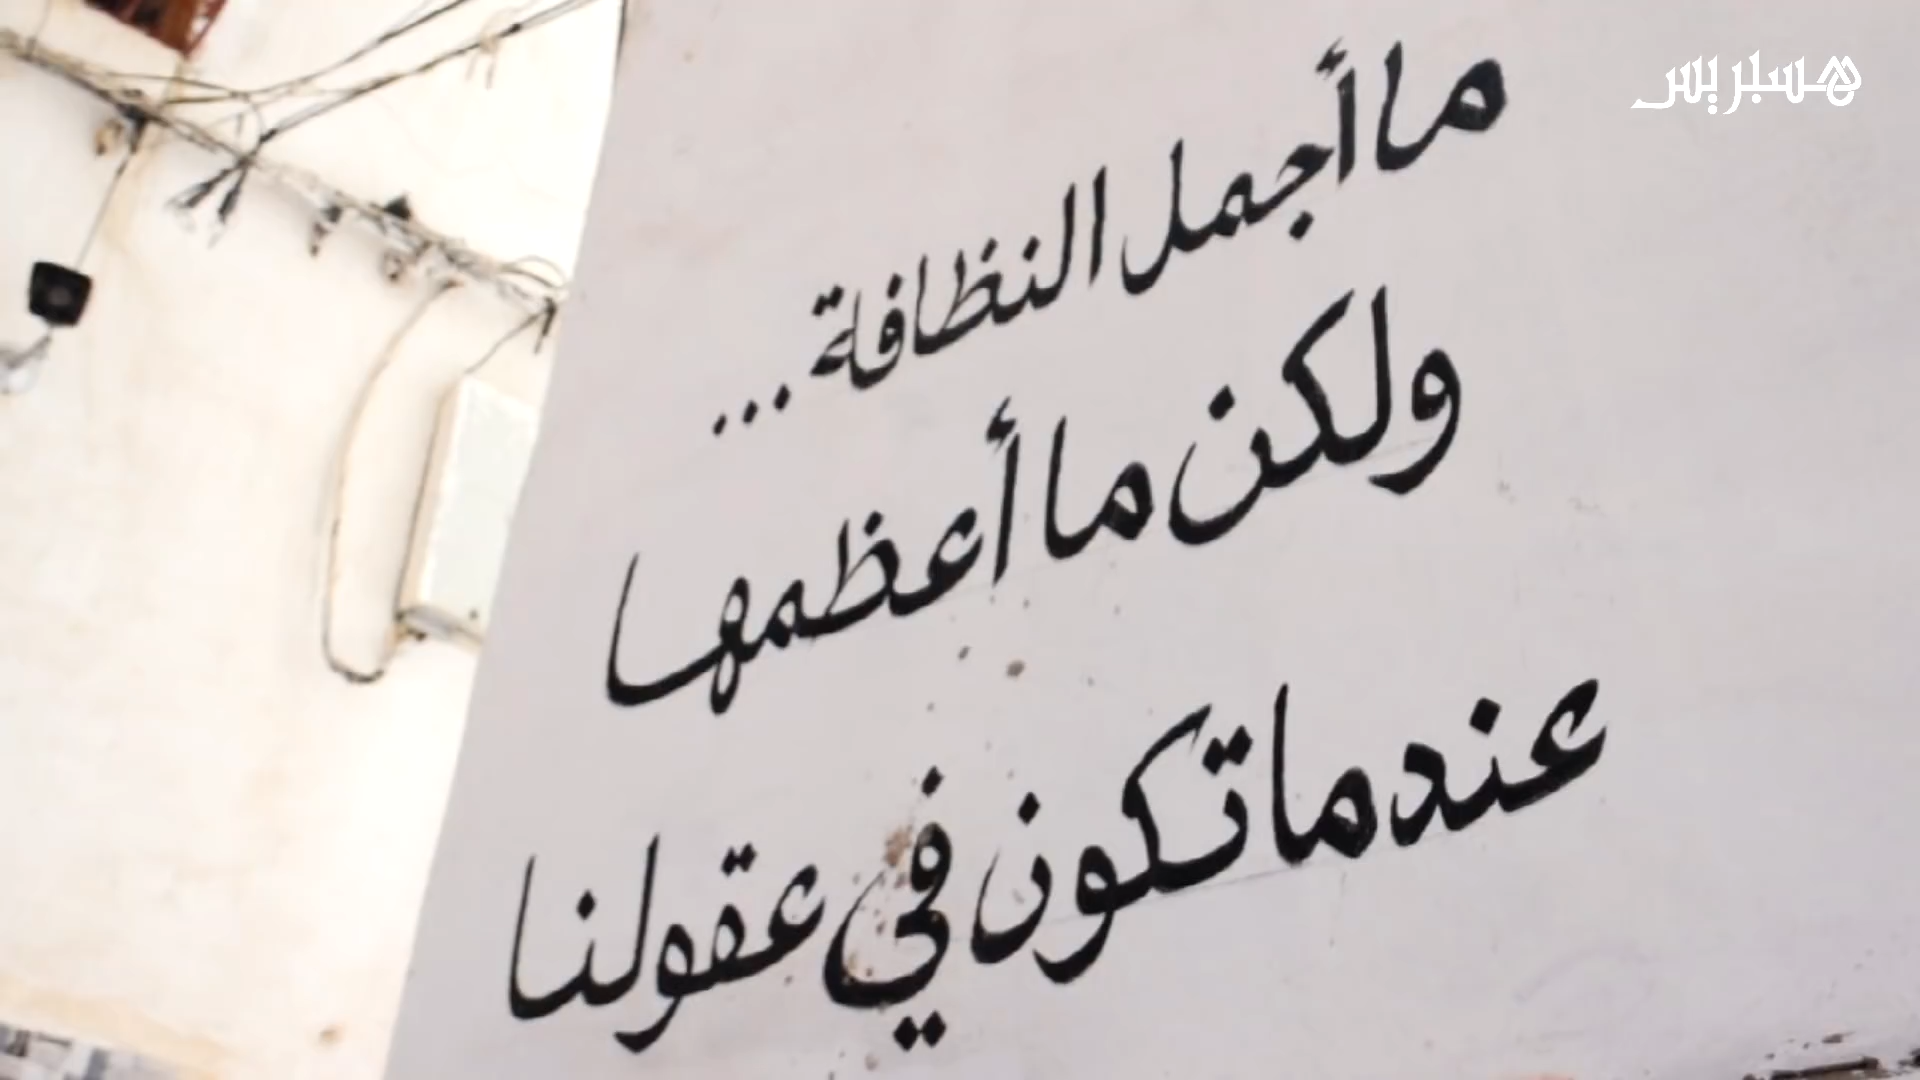 هسبريس
ما أجمل النظافة...
ولكن ما أعظمها
عندما تكون في عقولنا